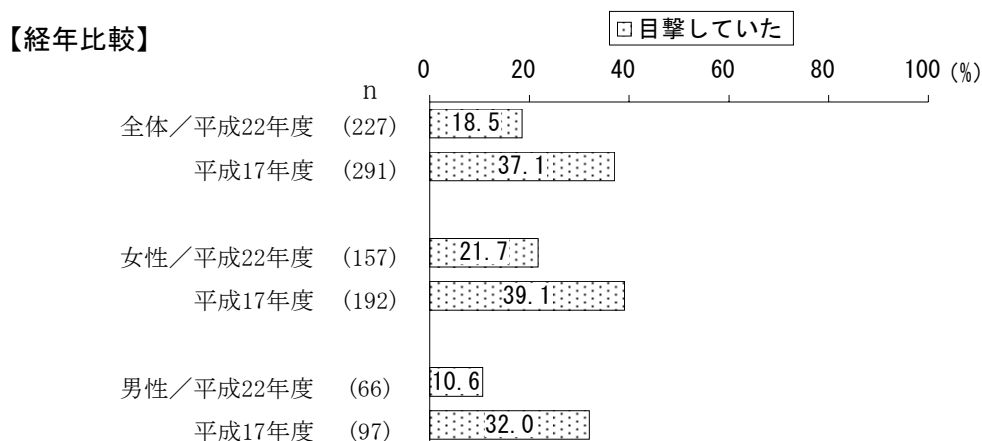 【経年比較】
目撃していた
0 20 40 60 80 100 (%)
n
全体／平成22年度 (227) 18.5
平成17年度 (291) 37.1
女性／平成22年度 (157) 21.7
平成17年度 (192) 39.1
男性／平成22年度 (66) 10.6
平成17年度 (97) 32.0